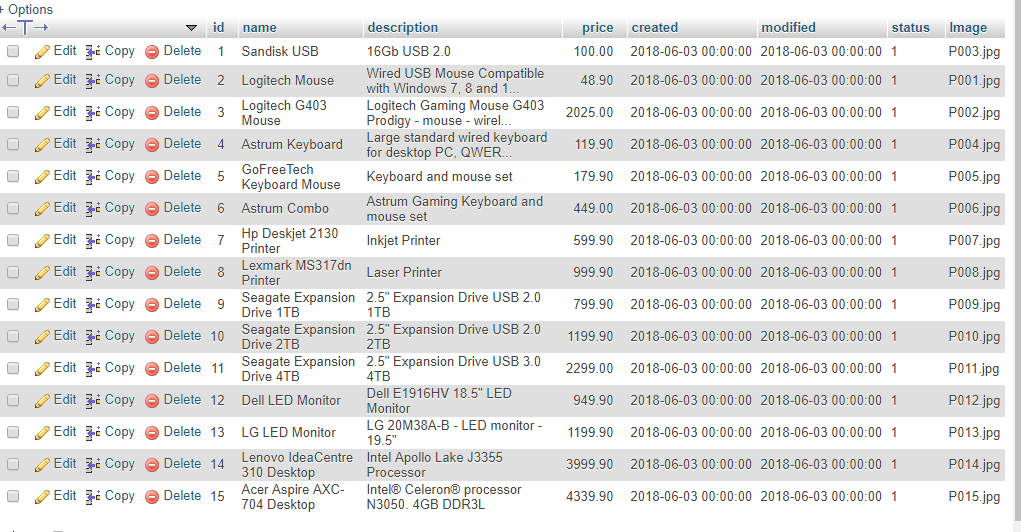 + Options
←T→ id name description price created modified status Image
Edit Copy Delete 1 Sandisk USB 16Gb USB 2.0 100.00 2018-06-03 00:00:00 2018-06-03 00:00:00 1 P003.jpg
Edit Copy Delete 2 Logitech Mouse Wired USB Mouse Compatible with Windows 7, 8 and 1... 48.90 2018-06-03 00:00:00 2018-06-03 00:00:00 1 P001.jpg
Edit Copy Delete 3 Logitech G403 Mouse Logitech Gaming Mouse G403 Prodigy - mouse - wirel... 2025.00 2018-06-03 00:00:00 2018-06-03 00:00:00 1 P002.jpg
Edit Copy Delete 4 Astrum Keyboard Large standard wired keyboard for desktop PC, QWER... 119.90 2018-06-03 00:00:00 2018-06-03 00:00:00 1 P004.jpg
Edit Copy Delete 5 GoFreeTech Keyboard Mouse Keyboard and mouse set 179.90 2018-06-03 00:00:00 2018-06-03 00:00:00 1 P005.jpg
Edit Copy Delete 6 Astrum Combo Astrum Gaming Keyboard and mouse set 449.00 2018-06-03 00:00:00 2018-06-03 00:00:00 1 P006.jpg
Edit Copy Delete 7 Hp Deskjet 2130 Printer Inkjet Printer 599.90 2018-06-03 00:00:00 2018-06-03 00:00:00 1 P007.jpg
Edit Copy Delete 8 Lexmark MS317dn Printer Laser Printer 999.90 2018-06-03 00:00:00 2018-06-03 00:00:00 1 P008.jpg
Edit Copy Delete 9 Seagate Expansion Drive 1TB 2.5" Expansion Drive USB 2.0 1TB 799.90 2018-06-03 00:00:00 2018-06-03 00:00:00 1 P009.jpg
Edit Copy Delete 10 Seagate Expansion Drive 2TB 2.5" Expansion Drive USB 2.0 2TB 1199.90 2018-06-03 00:00:00 2018-06-03 00:00:00 1 P010.jpg
Edit Copy Delete 11 Seagate Expansion Drive 4TB 2.5" Expansion Drive USB 3.0 4TB 2299.00 2018-06-03 00:00:00 2018-06-03 00:00:00 1 P011.jpg
Edit Copy Delete 12 Dell LED Monitor Dell E1916HV 18.5" LED Monitor 949.90 2018-06-03 00:00:00 2018-06-03 00:00:00 1 P012.jpg
Edit Copy Delete 13 LG LED Monitor LG 20M38A-B - LED monitor - 19.5" 1199.90 2018-06-03 00:00:00 2018-06-03 00:00:00 1 P013.jpg
Edit Copy Delete 14 Lenovo IdeaCentre 310 Desktop Intel Apollo Lake J3355 Processor 3999.90 2018-06-03 00:00:00 2018-06-03 00:00:00 1 P014.jpg
Edit Copy Delete 15 Acer Aspire AXC-704 Desktop Intel® Celeron® processor N3050. 4GB DDR3L 4339.90 2018-06-03 00:00:00 2018-06-03 00:00:00 1 P015.jpg